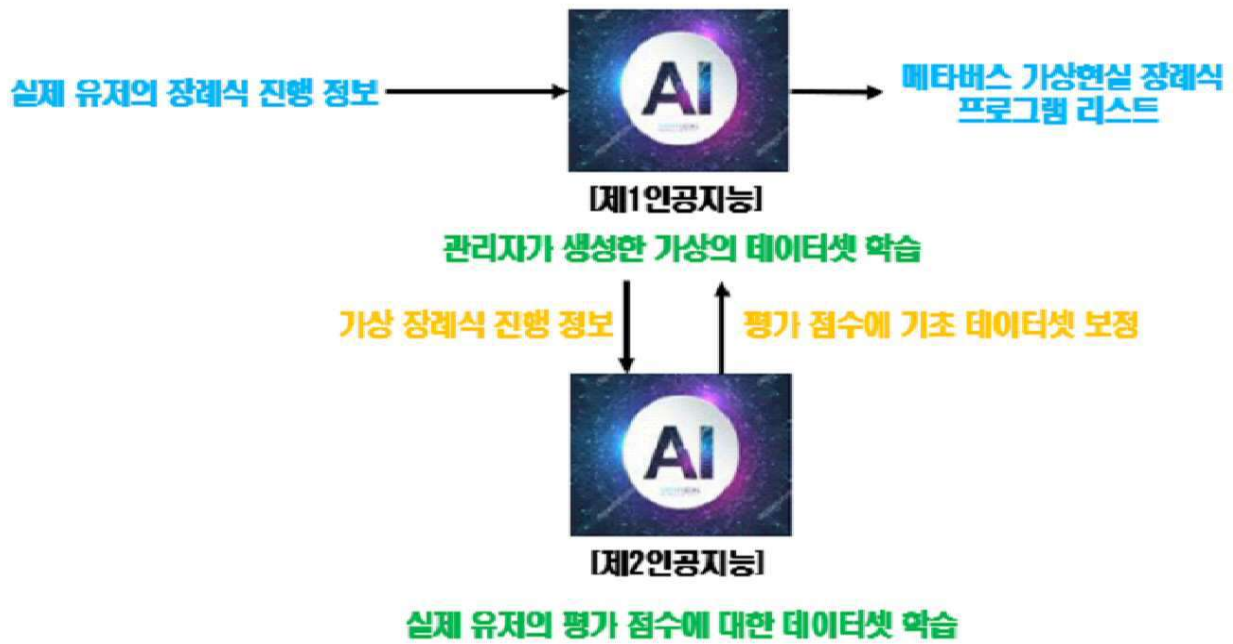 AI
실제 유저의 장례식 진행 정보
메타버스 가상현실 장례식
프로그램 리스트
[제1인공지능]
관리자가 생성한 가상의 데이터셋 학습
가상 장례식 진행 정보
평가 점수에 기초 데이터셋 보정
AI
[제2인공지능]
실제 유저의 평가 점수에 대한 데이터셋 학습